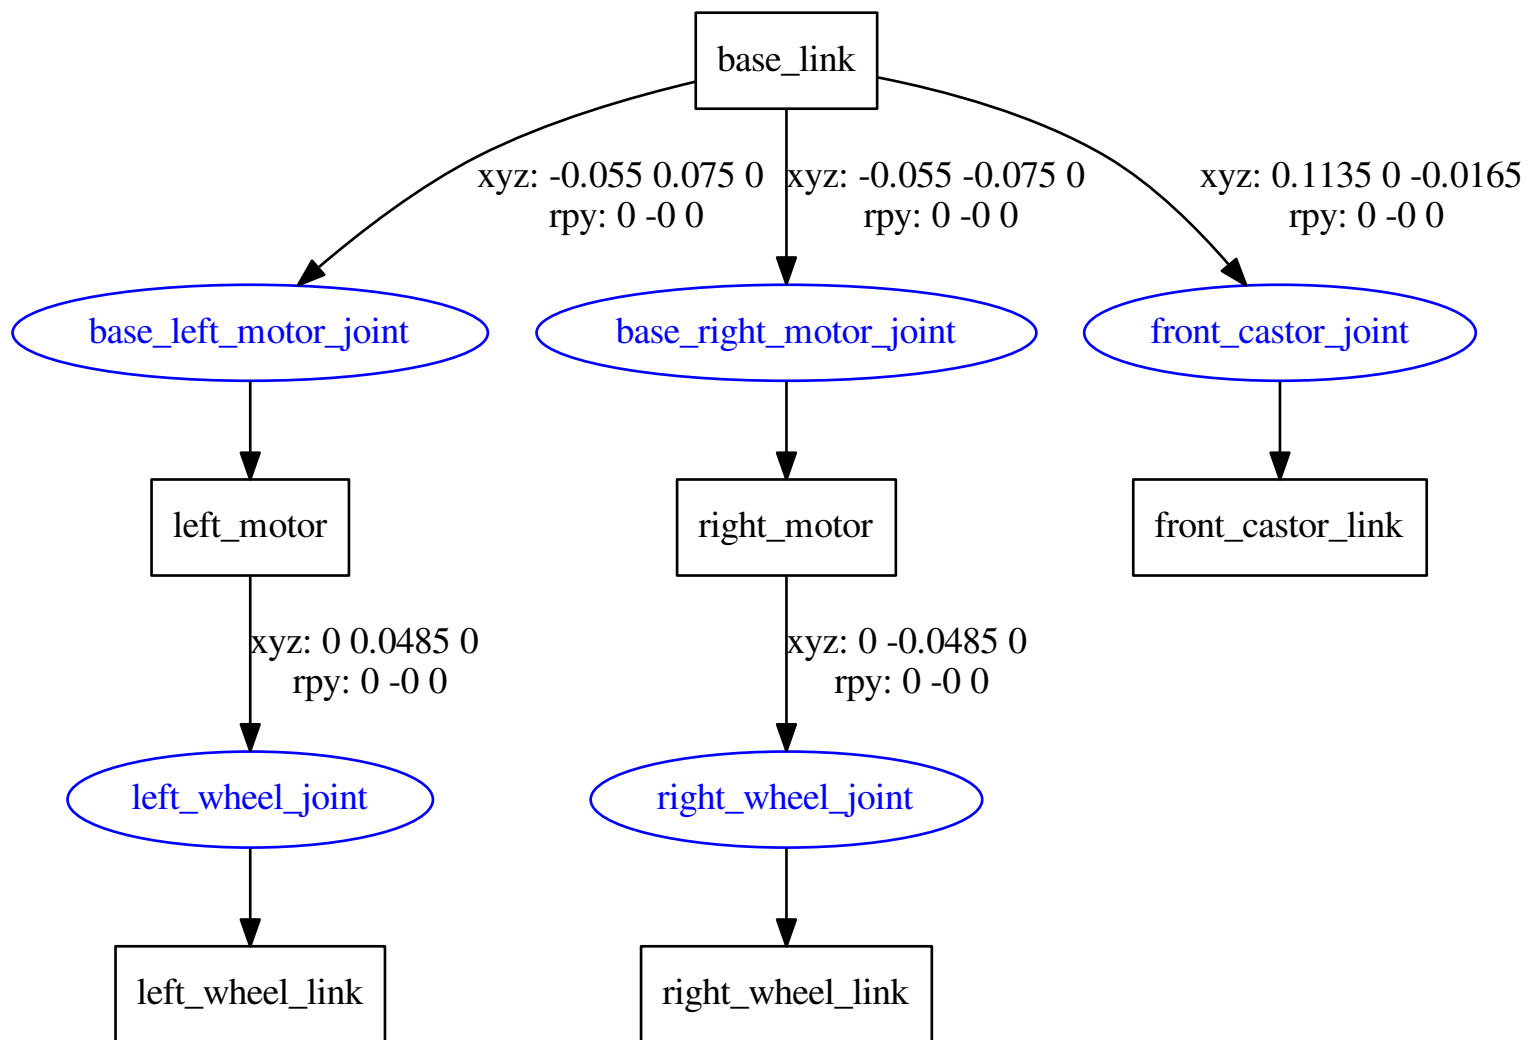 base_link
xyz: -0.055 0.075 0
rpy: 0 -0 0
xyz: -0.055 -0.075 0
rpy: 0 -0 0
xyz: 0.1135 0 -0.0165
rpy: 0 -0 0
base_left_motor_joint
base_right_motor_joint
front_castor_joint
left_motor
right_motor
front_castor_link
xyz: 0 0.0485 0
rpy: 0 -0 0
xyz: 0 -0.0485 0
rpy: 0 -0 0
left_wheel_joint
right_wheel_joint
left_wheel_link
right_wheel_link